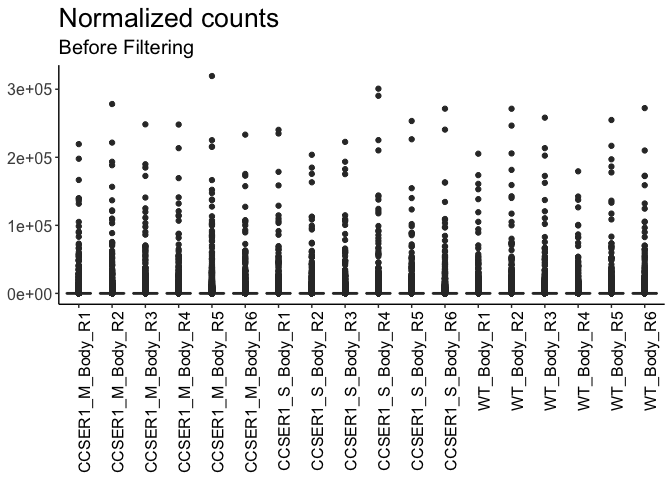 Normalized counts
Before Filtering
3e+05
2e+05
1e+05
0e+00
CCSER1_M_Body_R1
CCSER1_M_Body_R2
CCSER1_M_Body_R3
CCSER1_M_Body_R4
CCSER1_M_Body_R5
CCSER1_M_Body_R6
CCSER1_S_Body_R1
CCSER1_S_Body_R2
CCSER1_S_Body_R3
CCSER1_S_Body_R4
CCSER1_S_Body_R5
CCSER1_S_Body_R6
WT_Body_R1
WT_Body_R2
WT_Body_R3
WT_Body_R4
WT_Body_R5
WT_Body_R6